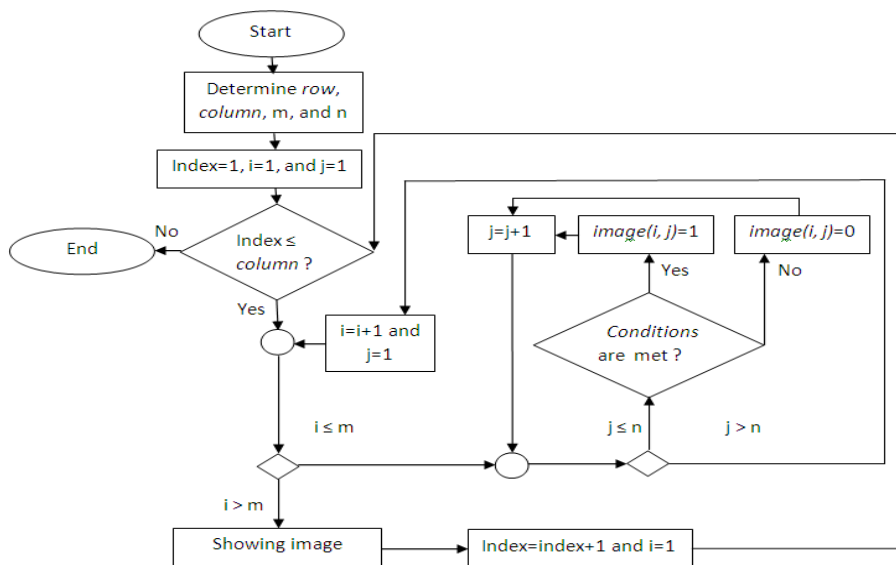 Start
Determine row,
column, m, and n
Index=1, i=1, and j=1
No
End
Index ≤
column ?
Yes
i=i+1 and
j=1
j=j+1
image(i, j)=1
image(i, j)=0
Yes
No
Conditions
are met ?
i ≤ m
j ≤ n
j > n
i > m
Showing image
Index=index+1 and i=1